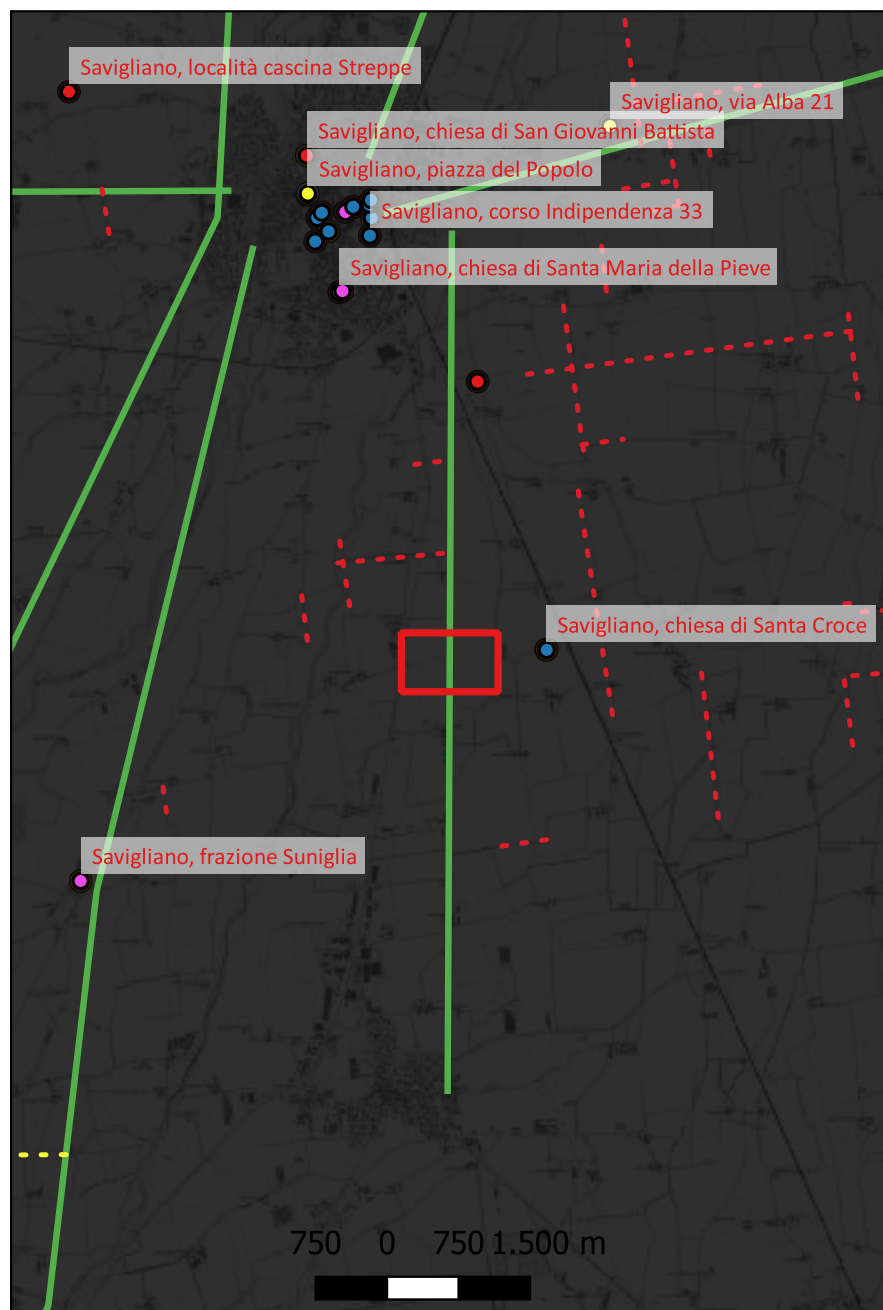 Savigliano, località cascina Streppe
Savigliano, via Alba 21
Savigliano, chiesa di San Giovanni Battista
Savigliano, piazza del Popolo
Savigliano, corso Indipendenza 33
Savigliano, chiesa di Santa Maria della Pieve
Savigliano, chiesa di Santa Croce
Savigliano, frazione Suniglia
750 0 750 1.500 m